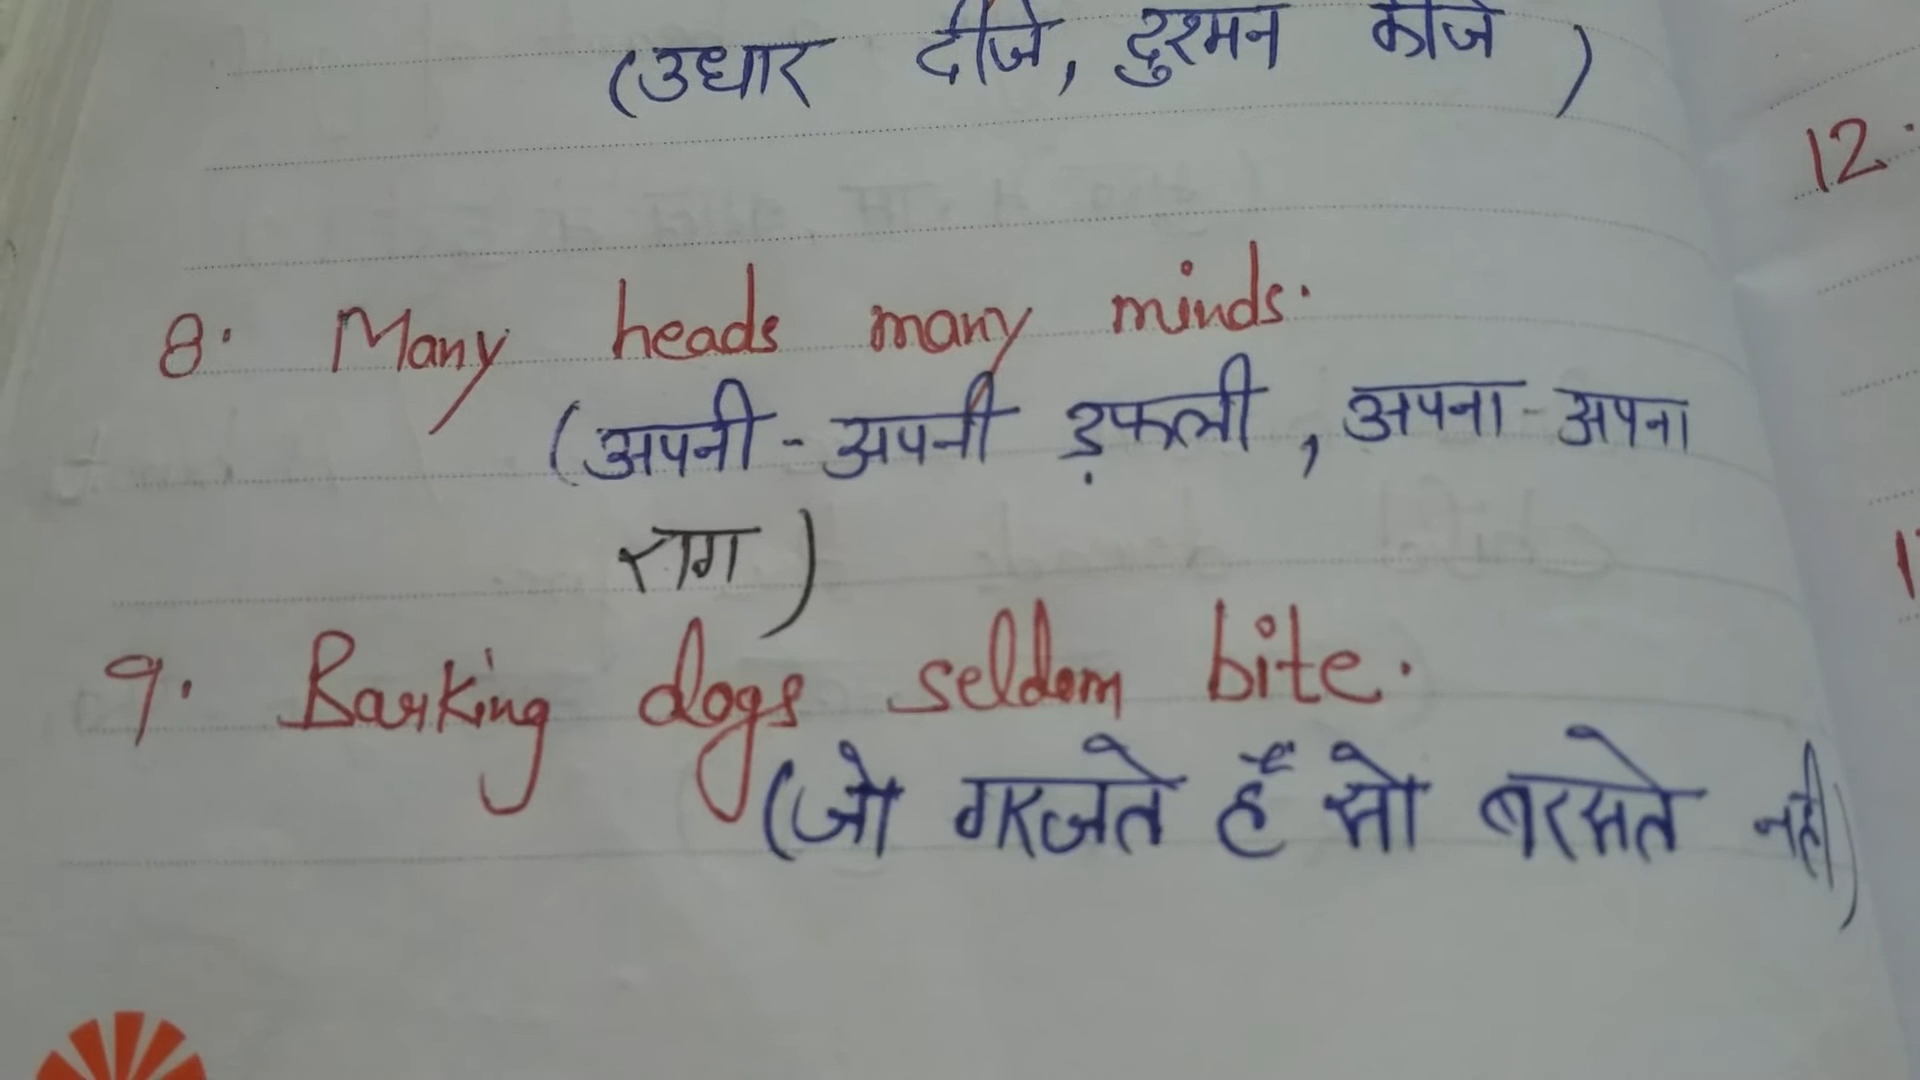 (उधार दीजे, दुश्मन कीजे)
12.
8. Many heads many minds.
(अपनी-अपनी ड़फली, अपना-अपना
राग)
9. Barking dogs seldom bite.
(जो गरजते हैं सो बरसते नही)